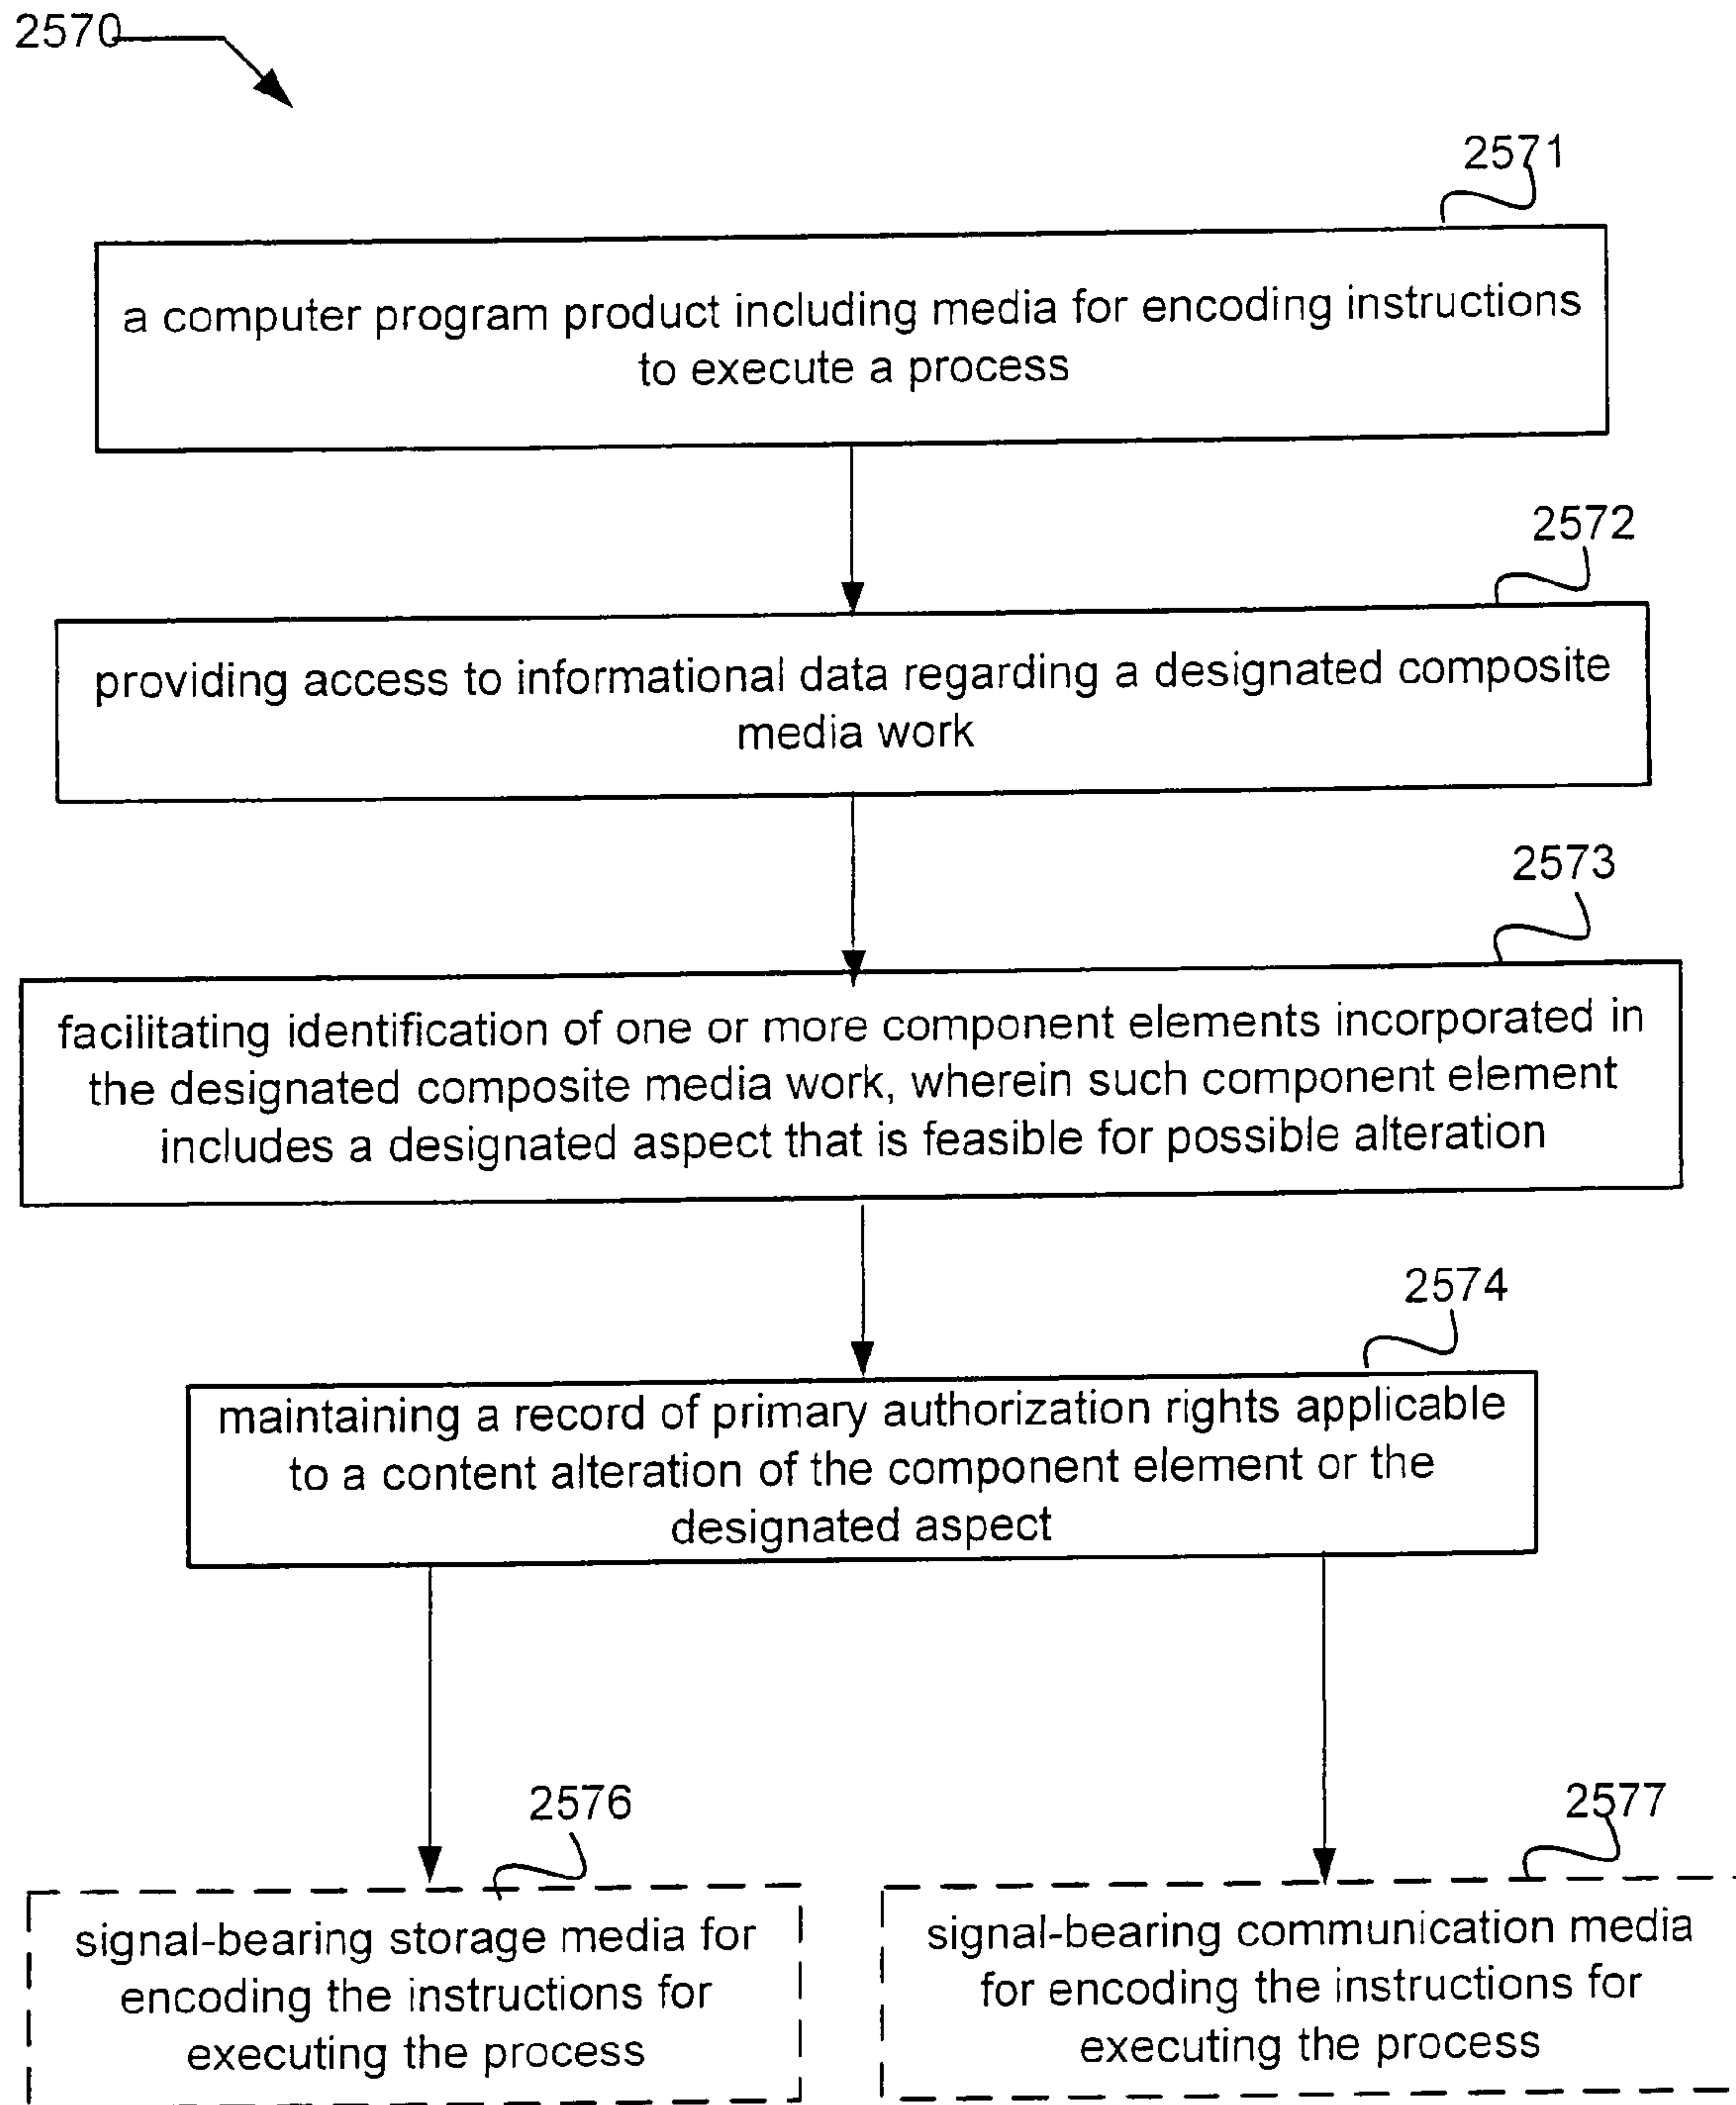 2570
2571
a computer program product including media for encoding instructions
to execute a process
2572
providing access to informational data regarding a designated composite
media work
2573
facilitating identification of one or more component elements incorporated in
the designated composite media work, wherein such component element
includes a designated aspect that is feasible for possible alteration
2574
maintaining a record of primary authorization rights applicable
to a content alteration of the component element or the
designated aspect
2576
signal-bearing storage media for
encoding the instructions for
executing the process
2577
signal-bearing communication media
for encoding the instructions for
executing the process